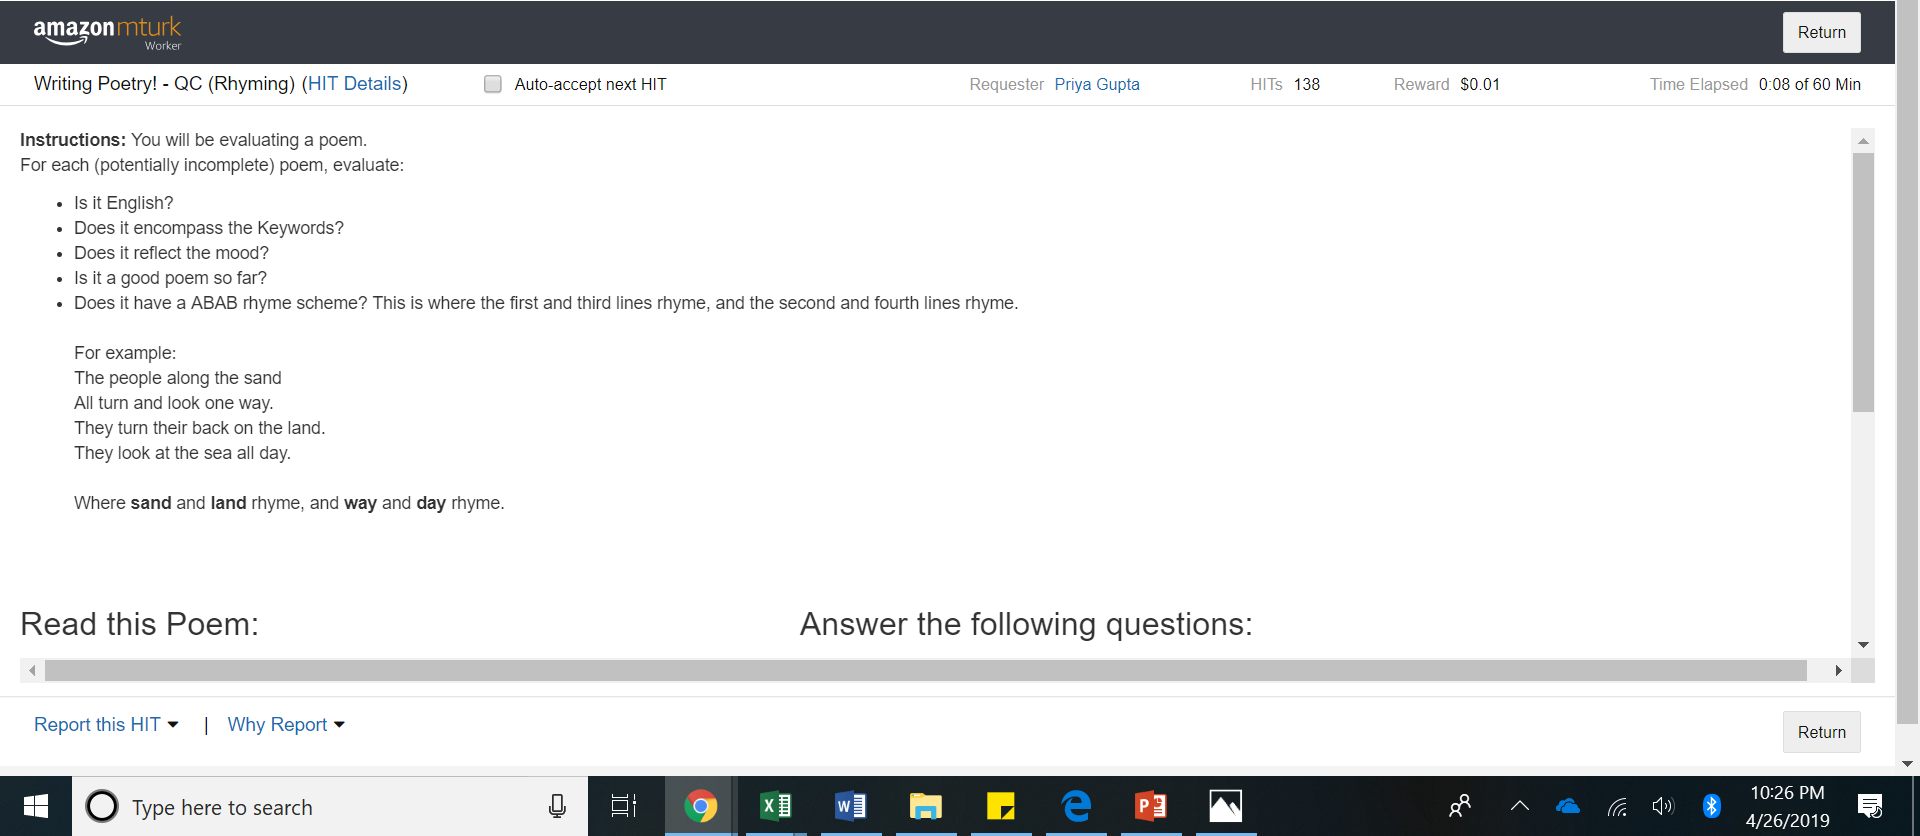 amazonmturk
Worker
Return
Writing Poetry! - QC (Rhyming) (HIT Details)
Auto-accept next HIT
Requester Priya Gupta
HITs 138
Reward $0.01
Time Elapsed 0:08 of 60 Min
Instructions: You will be evaluating a poem.
For each (potentially incomplete) poem, evaluate:
• Is it English?
• Does it encompass the Keywords?
• Does it reflect the mood?
• Is it a good poem so far?
• Does it have a ABAB rhyme scheme? This is where the first and third lines rhyme, and the second and fourth lines rhyme.
For example:
The people along the sand
All turn and look one way.
They turn their back on the land.
They look at the sea all day.
Where sand and land rhyme, and way and day rhyme.
Read this Poem:
Answer the following questions:
Report this HIT | Why Report
Return
Type here to search
10:26 PM
4/26/2019